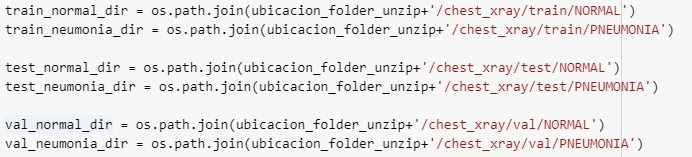 train_normal_dir = os.path.join(ubicacion_folder_unzip+'/chest_xray/train/NORMAL')
train_neumonia_dir = os.path.join(ubicacion_folder_unzip+'/chest_xray/train/PNEUMONIA')
test_normal_dir = os.path.join(ubicacion_folder_unzip+'/chest_xray/test/NORMAL')
test_neumonia_dir = os.path.join(ubicacion_folder_unzip+'/chest_xray/test/PNEUMONIA')
val_normal_dir = os.path.join(ubicacion_folder_unzip+'/chest_xray/val/NORMAL')
val_neumonia_dir = os.path.join(ubicacion_folder_unzip+'/chest_xray/val/PNEUMONIA')